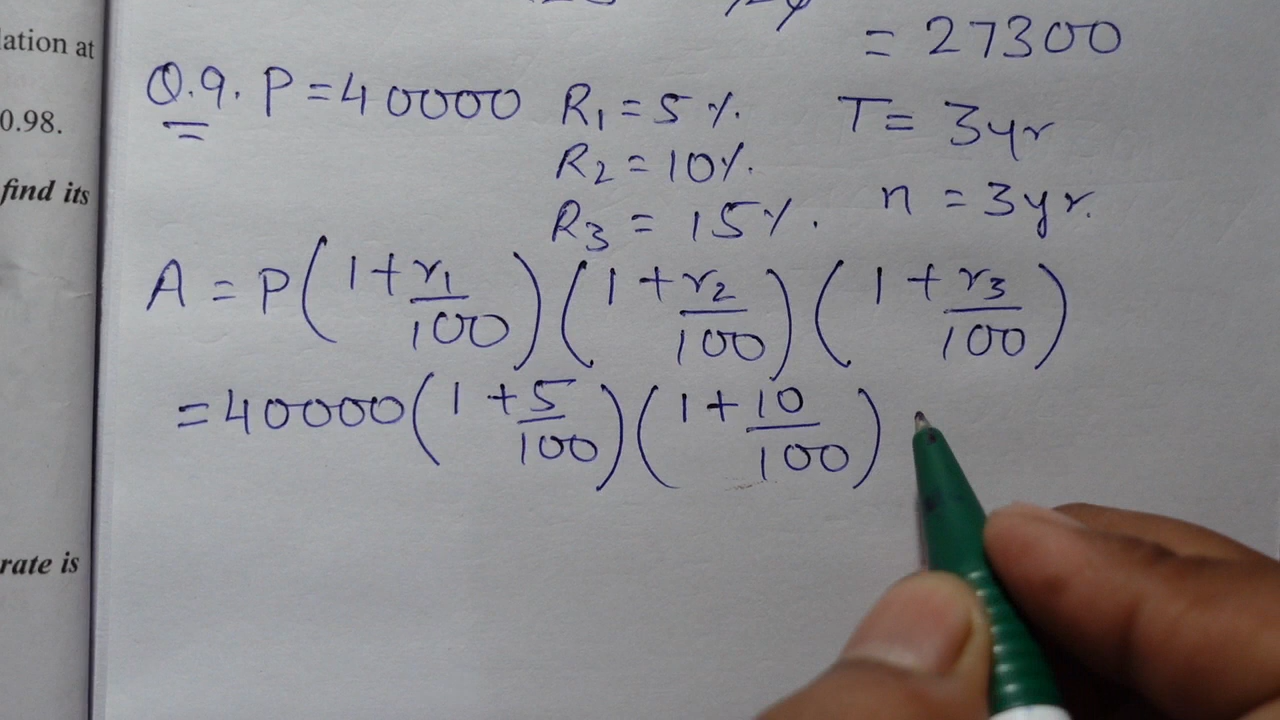 lation at
0.98.
find its
rate is
= 27300
Q.9. P = 40000 R₁ = 5 %. T = 3yr
R₂ = 10%. n = 3yr.
R₃ = 15%.
A = P(1 + r₁/100)(1 + r₂/100)(1 + r₃/100)
= 40000(1 + 5/100)(1 + 10/100)